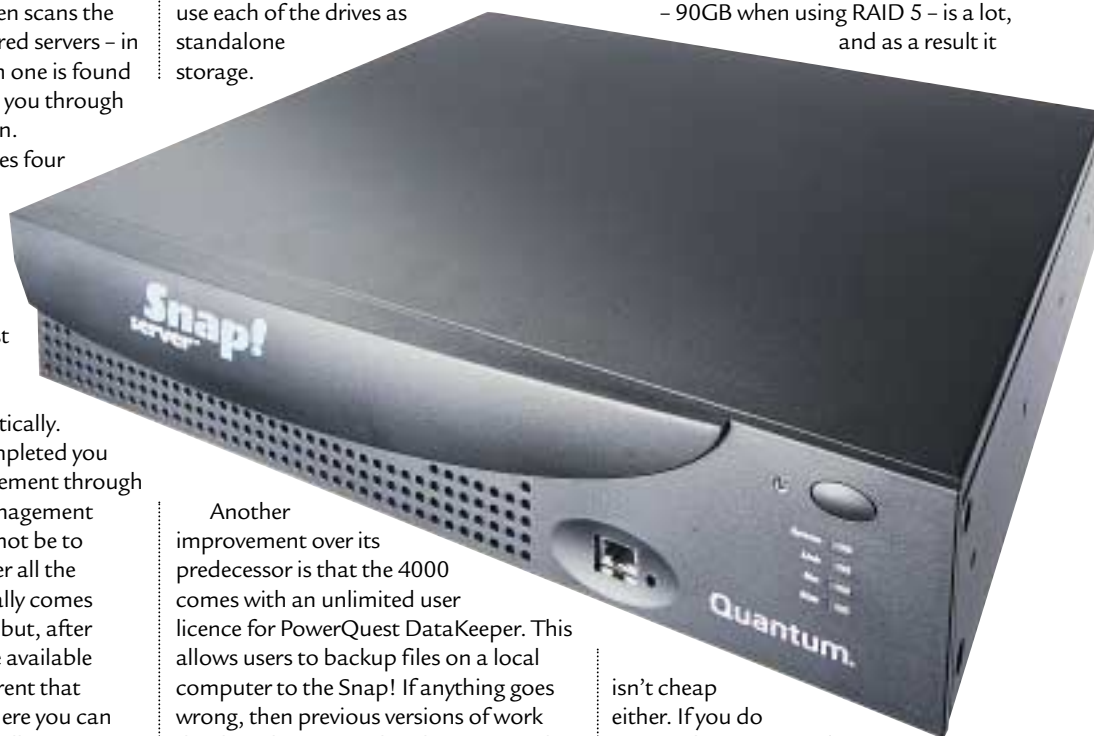 en scans the
red servers – in
one is found
you through
n.
es four
st
tically.
mpleted you
ement through
nagement
not be to
er all the
ally comes
but, after
e available
rent that
ere you can
use each of the drives as
standalone
storage.
Another
improvement over its
predecessor is that the 4000
comes with an unlimited user
licence for PowerQuest DataKeeper. This
allows users to backup files on a local
computer to the Snap! If anything goes
wrong, then previous versions of work
– 90GB when using RAID 5 – is a lot,
and as a result it
isn't cheap
either. If you do
Snap!
server
Quantum.